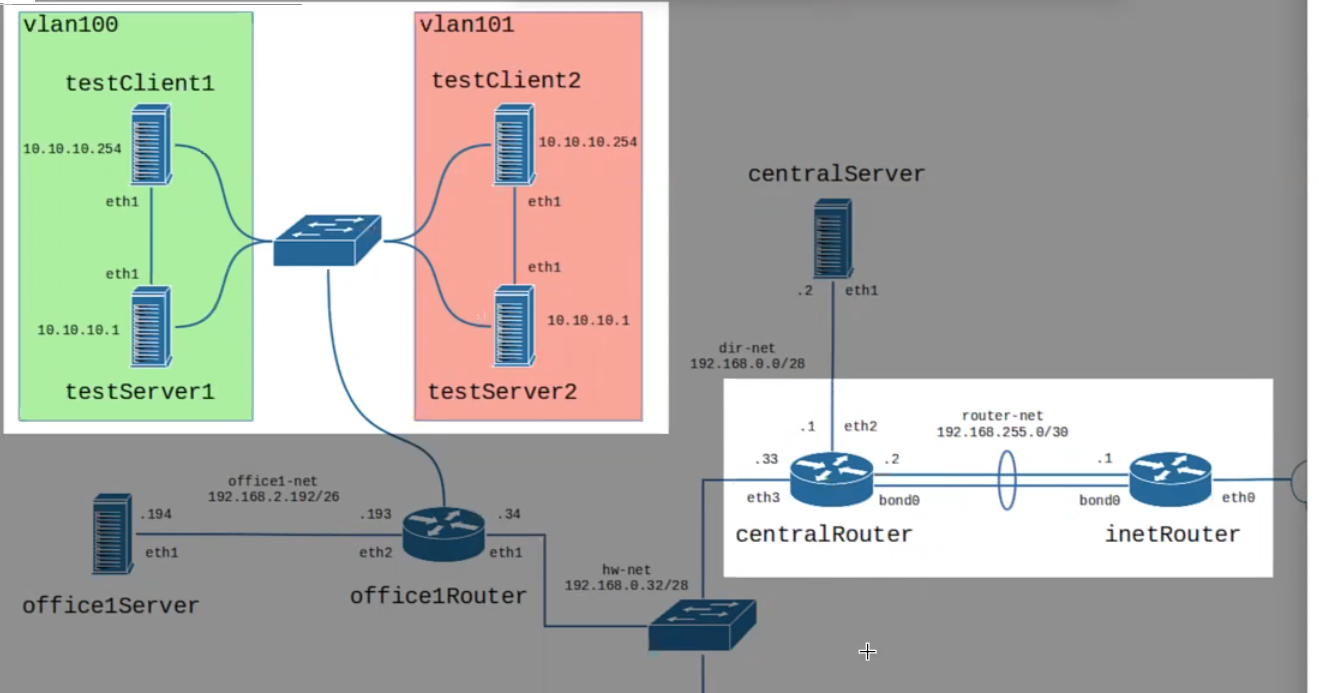 vlan100
testClient1
10.10.10.254
eth1
eth1
10.10.10.1
testServer1
vlan101
testClient2
10.10.10.254
eth1
eth1
10.10.10.1
testServer2
centralServer
.2 eth1
dir-net
192.168.0.0/28
.1 eth2
router-net
192.168.255.0/30
.33
.2
.1
eth3
bond0
bond0
eth0
centralRouter
inetRouter
office1-net
192.168.2.192/26
.194
.193
.34
eth1
eth2
eth1
office1Server
office1Router
hw-net
192.168.0.32/28